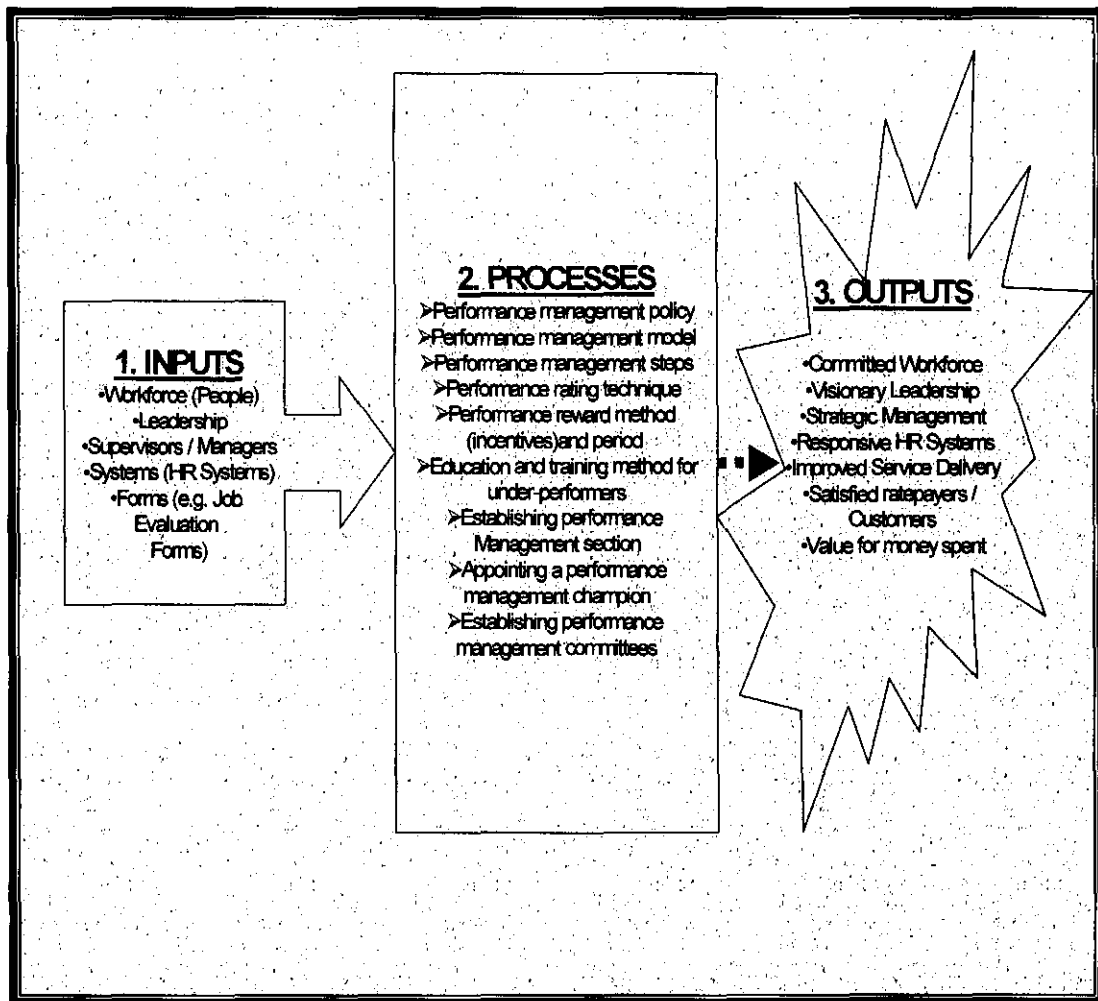 1. INPUTS
•Workforce (People)
•Leadership
•Supervisors / Managers
•Systems (HR Systems)
•Forms (e.g. Job
Evaluation
Forms)
2. PROCESSES
➢Performance management policy
➢Performance management model
➢Performance management steps
➢Performance rating technique
➢Performance reward method
(incentives)and period
➢Education and training method for
under-performers
➢Establishing performance
Management section
➢Appointing a performance
management champion
➢Establishing performance
management committees
3. OUTPUTS
•Committed Workforce
•Visionary Leadership
•Strategic Management
•Responsive HR Systems
•Improved Service Delivery
•Satisfied ratepayers /
Customers
•Value for money spent